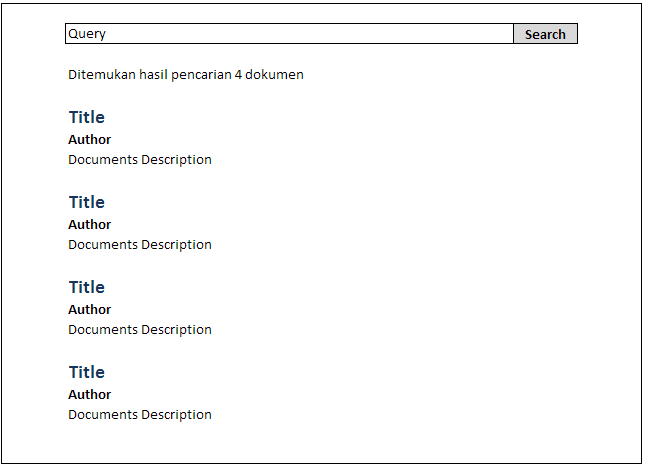 Query Search
Ditemukan hasil pencarian 4 dokumen
Title
Author
Documents Description
Title
Author
Documents Description
Title
Author
Documents Description
Title
Author
Documents Description